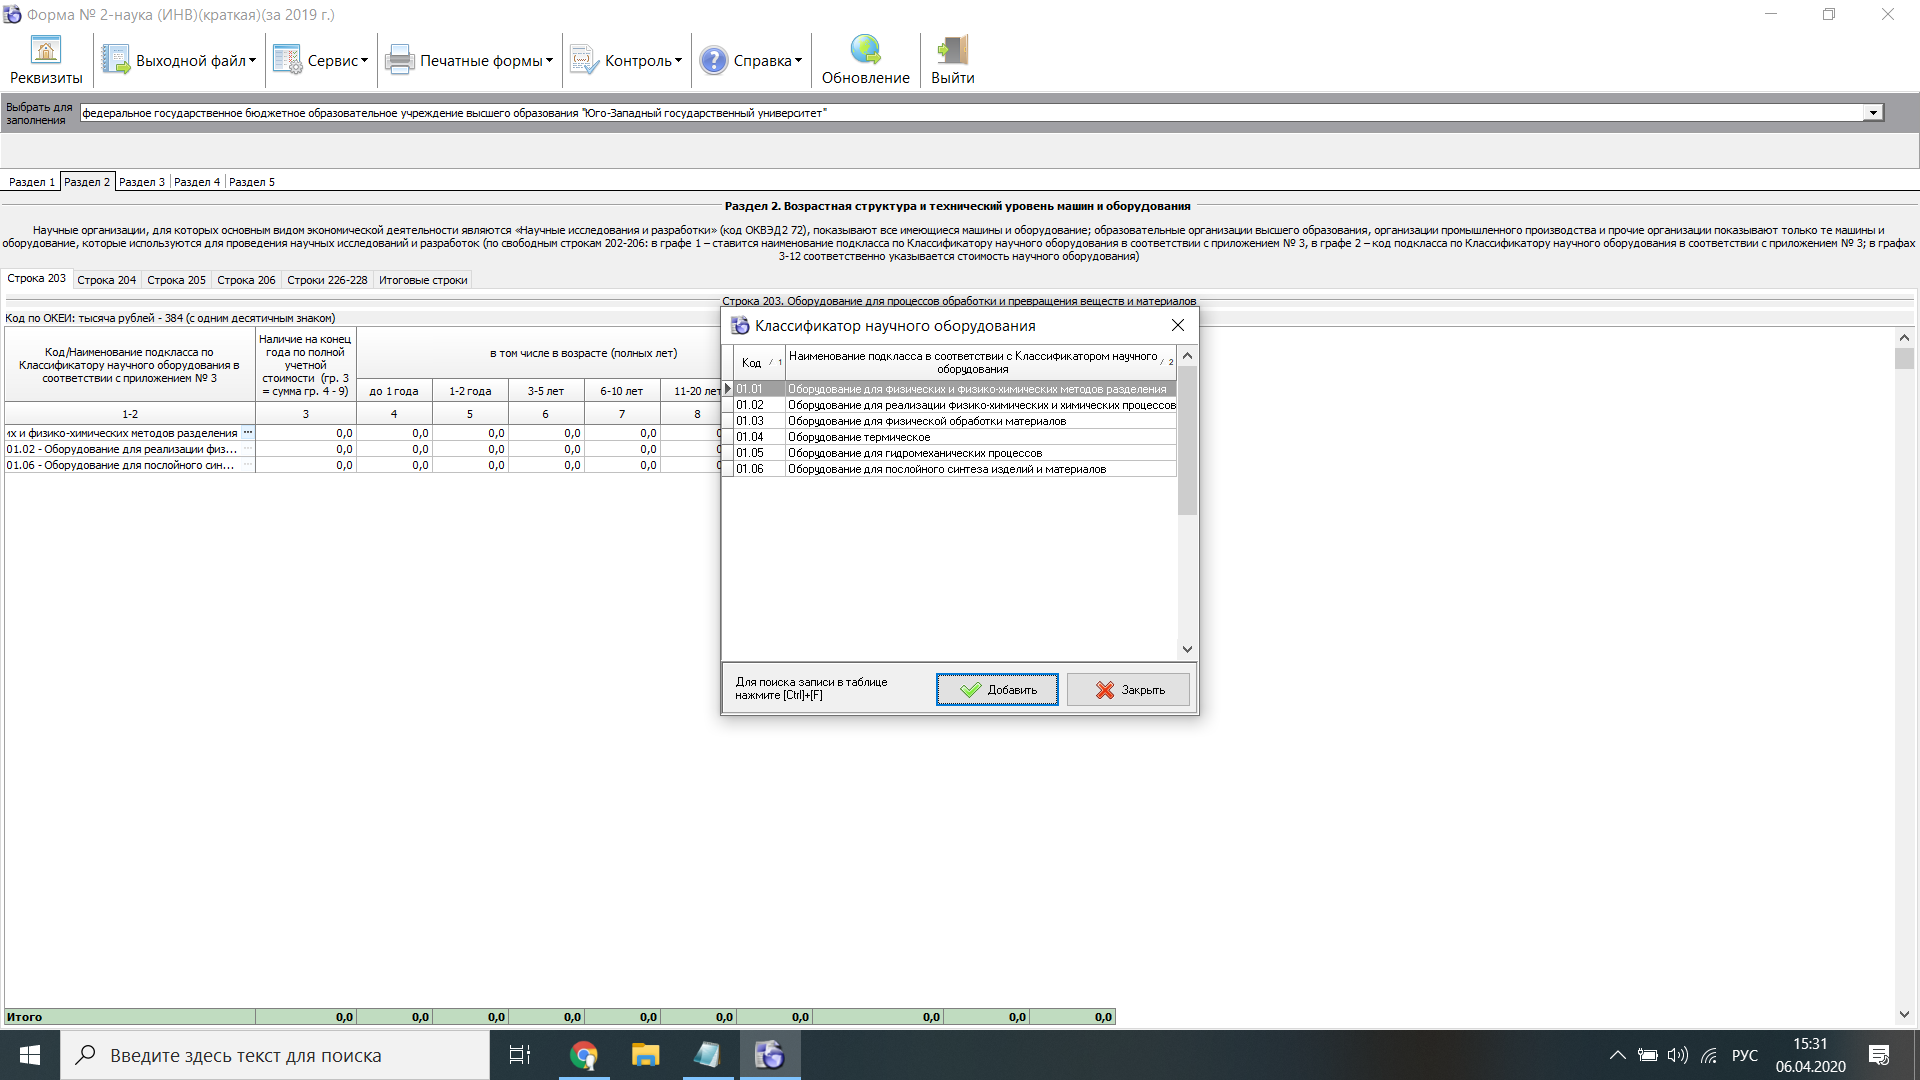 Форма № 2-наука (ИНВ)(краткая)(за 2019 г.)
Реквизиты
Выходной файл
Сервис
Печатные формы
Контроль
Справка
Обновление
Выйти
Выбрать для заполнения
федеральное государственное бюджетное образовательное учреждение высшего образования "Юго-Западный государственный университет"
Раздел 1 Раздел 2 Раздел 3 Раздел 4 Раздел 5
Раздел 2. Возрастная структура и технический уровень машин и оборудования
Научные организации, для которых основным видом экономической деятельности являются «Научные исследования и разработки» (код ОКВЭД2 72), показывают все имеющиеся машины и оборудование; образовательные организации высшего образования, организации промышленного производства и прочие организации показывают только те машины и
оборудование, которые используются для проведения научных исследований и разработок (по свободным строкам 202-206: в графе 1 – ставится наименование подкласса по Классификатору научного оборудования в соответствии с приложением № 3, в графе 2 – код подкласса по Классификатору научного оборудования в соответствии с приложением № 3; в графах
3-12 соответственно указывается стоимость научного оборудования)
Строка 203 Строка 204 Строка 205 Строка 206 Строки 226-228 Итоговые строки
Строка 203. Оборудование для процессов обработки и превращения веществ и материалов
Код по ОКЕИ: тысяча рублей - 384 (с одним десятичным знаком)
Код/Наименование подкласса по
Классификатору научного оборудования в
соответствии с приложением № 3
Наличие на конец
года по полной
учетной
стоимости (гр. 3
= сумма гр. 4 - 9)
в том числе в возрасте (полных лет)
до 1 года 1-2 года 3-5 лет 6-10 лет 11-20 лет
1-2 3 4 5 6 7 8
их и физико-химических методов разделения ... 0,0 0,0 0,0 0,0 0,0
01.02 - Оборудование для реализации физ... 0,0 0,0 0,0 0,0 0,0
01.06 - Оборудование для послойного син... 0,0 0,0 0,0 0,0 0,0
Классификатор научного оборудования
Код / 1
Наименование подкласса в соответствии с Классификатором научного
оборудования / 2
01.01 Оборудование для физических и физико-химических методов разделения
01.02 Оборудование для реализации физико-химических и химических процессов
01.03 Оборудование для физической обработки материалов
01.04 Оборудование термическое
01.05 Оборудование для гидромеханических процессов
01.06 Оборудование для послойного синтеза изделий и материалов
Для поиска записи в таблице
нажмите [Ctrl]+[F]
Добавить
Закрыть
Итого 0,0 0,0 0,0 0,0 0,0 0,0 0,0 0,0 0,0 0,0
Введите здесь текст для поиска
РУС
15:31
06.04.2020